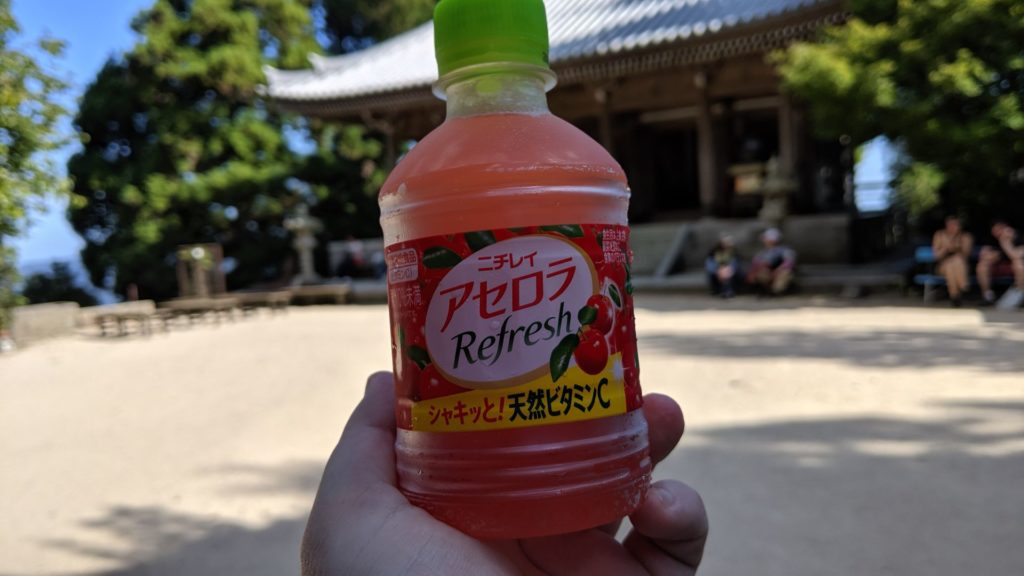 ニチレイ
アセロラ
Refresh
シャキッと!天然ビタミンC